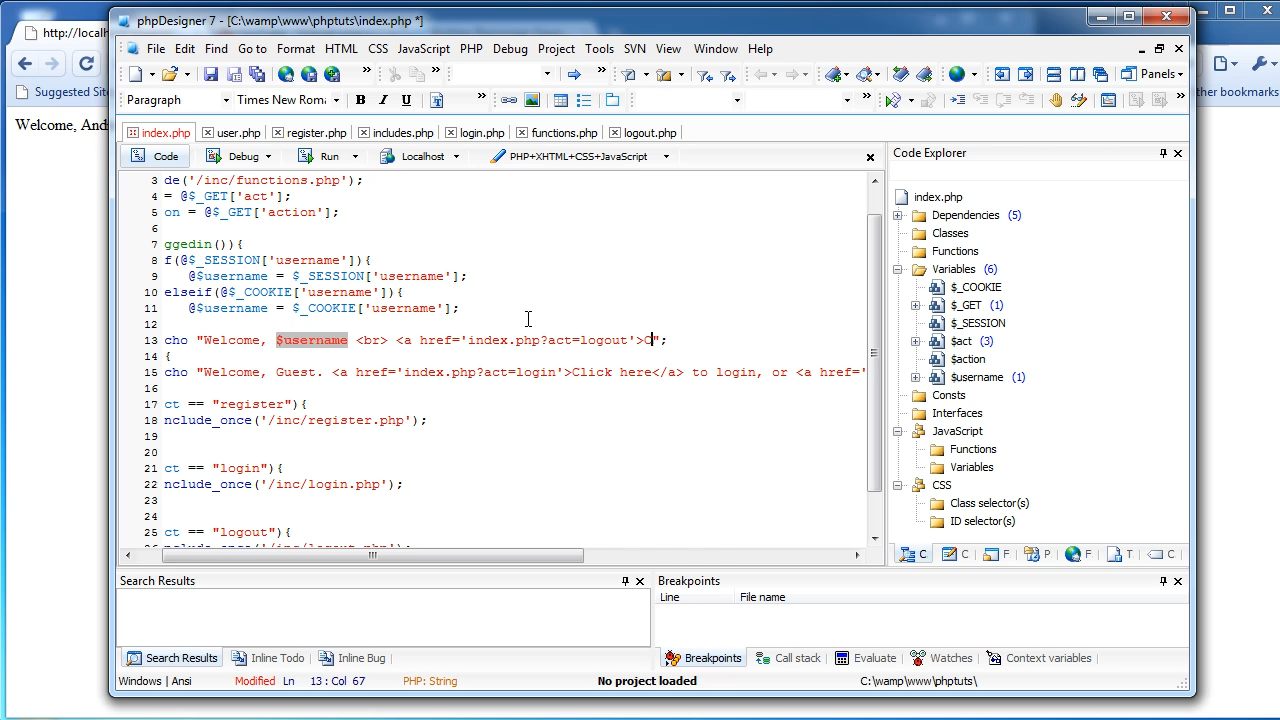 phpDesigner 7 - [C:\wamp\www\phptuts\index.php *]
http://localh
File Edit Find Go to Format HTML CSS JavaScript PHP Debug Project Tools SVN View Window Help
Panels
Suggested Sit
Paragraph Times New Rom: B I U T
ther bookmarks
Welcome, And
index.php user.php register.php includes.php login.php functions.php logout.php
Code Debug Run Localhost PHP+XHTML+CSS+JavaScript
Code Explorer
3 de('/inc/functions.php');
4 = @$_GET['act'];
5 on = @$_GET['action'];
6
7 ggedin()){
8 f(@$_SESSION['username']){
9 @$username = $_SESSION['username'];
10 elseif(@$_COOKIE['username']){
11 @$username = $_COOKIE['username'];
12
13 cho "Welcome, $username <br> <a href='index.php?act=logout'>C";
14 {
15 cho "Welcome, Guest. <a href='index.php?act=login'>Click here</a> to login, or <a href='
16
17 ct == "register"){
18 nclude_once('/inc/register.php');
19
20
21 ct == "login"){
22 nclude_once('/inc/login.php');
23
24
25 ct == "logout"){
26 nclude_once('/inc/logout.php');
index.php
Dependencies (5)
Classes
Functions
Variables (6)
$_COOKIE
$_GET (1)
$_SESSION
$act (3)
$action
$username (1)
Consts
Interfaces
JavaScript
Functions
Variables
CSS
Class selector(s)
ID selector(s)
C C F P F T C
Search Results
Breakpoints
Line File name
Search Results Inline Todo Inline Bug
Breakpoints Call stack Evaluate Watches Context variables
Windows | Ansi Modified Ln 13 : Col 67 PHP: String No project loaded C:\wamp\www\phptuts\